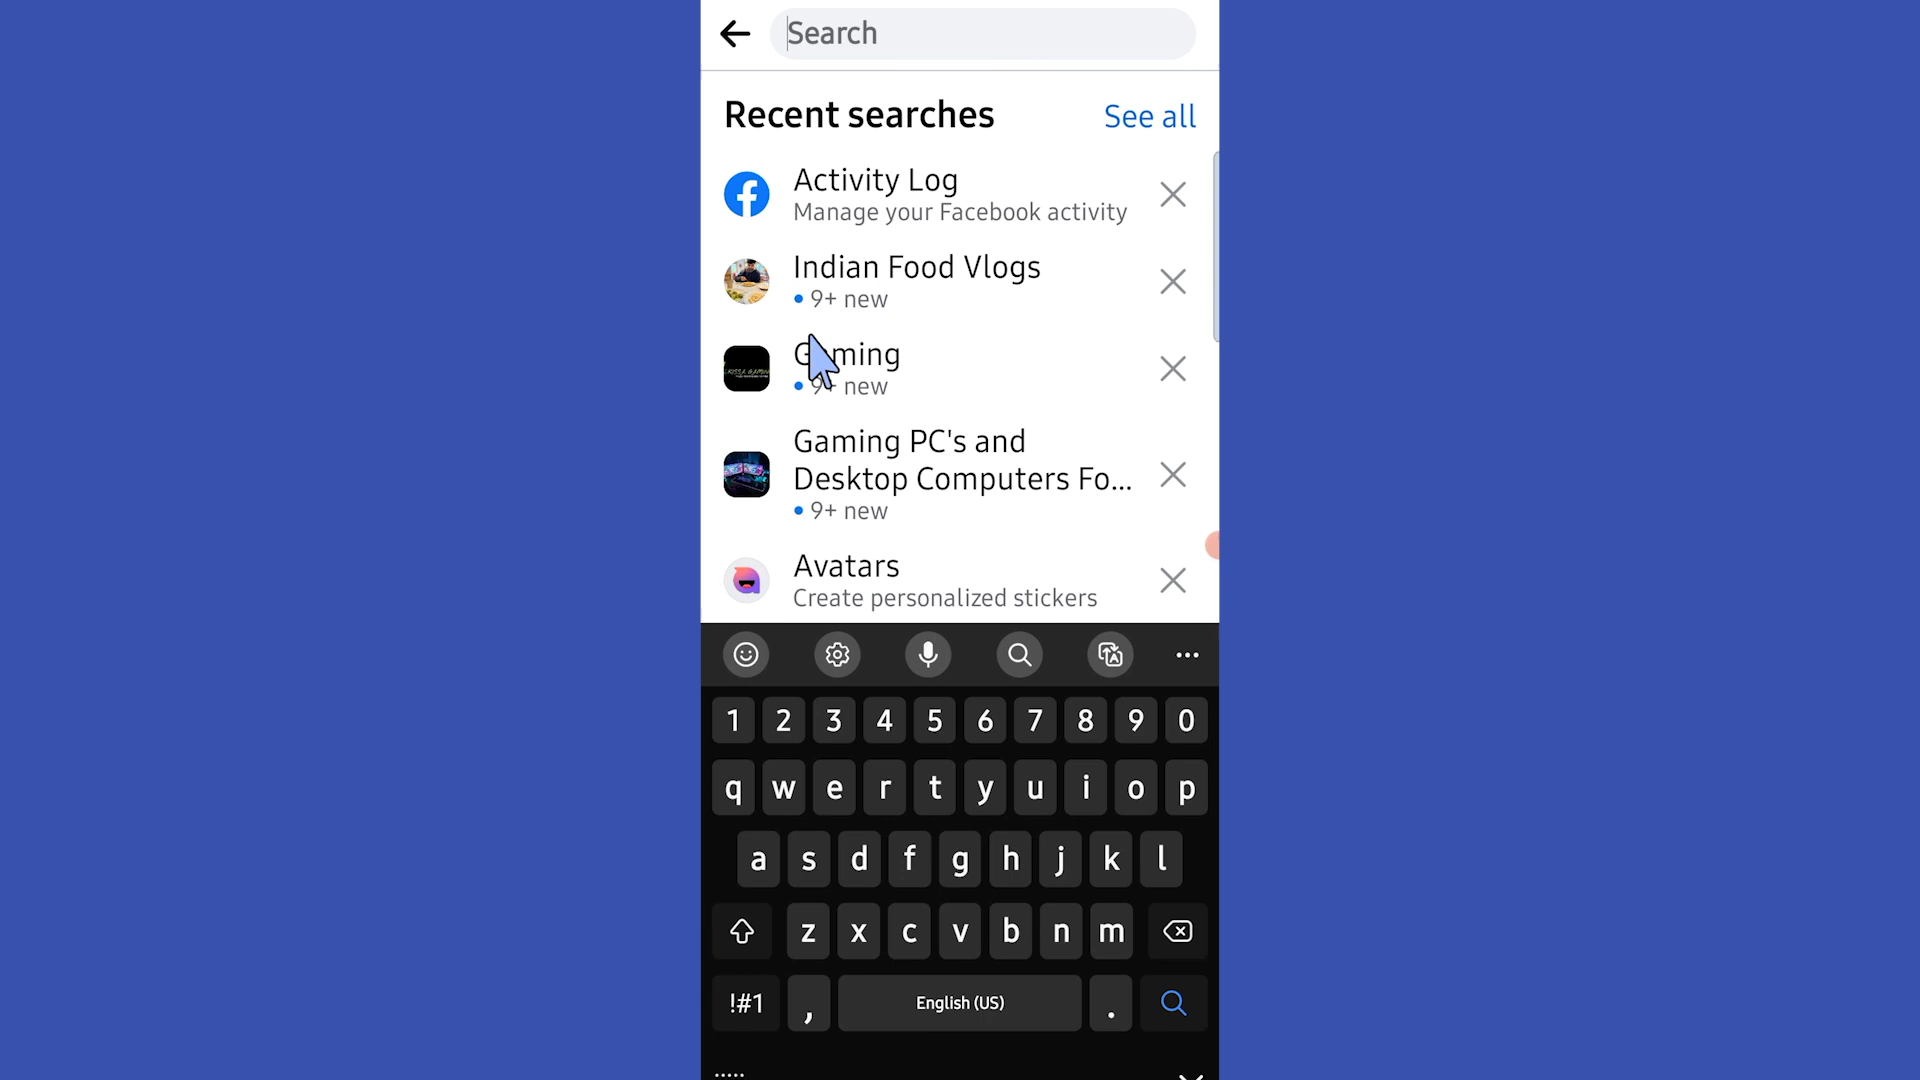 Search
Recent searches
See all
Activity Log
Manage your Facebook activity
Indian Food Vlogs
• 9+ new
Gaming
• 9+ new
Gaming PC's and
Desktop Computers Fo...
• 9+ new
Avatars
Create personalized stickers
1 2 3 4 5 6 7 8 9 0
q w e r t y u i o p
a s d f g h j k l
z x c v b n m
!#1 , English (US) .